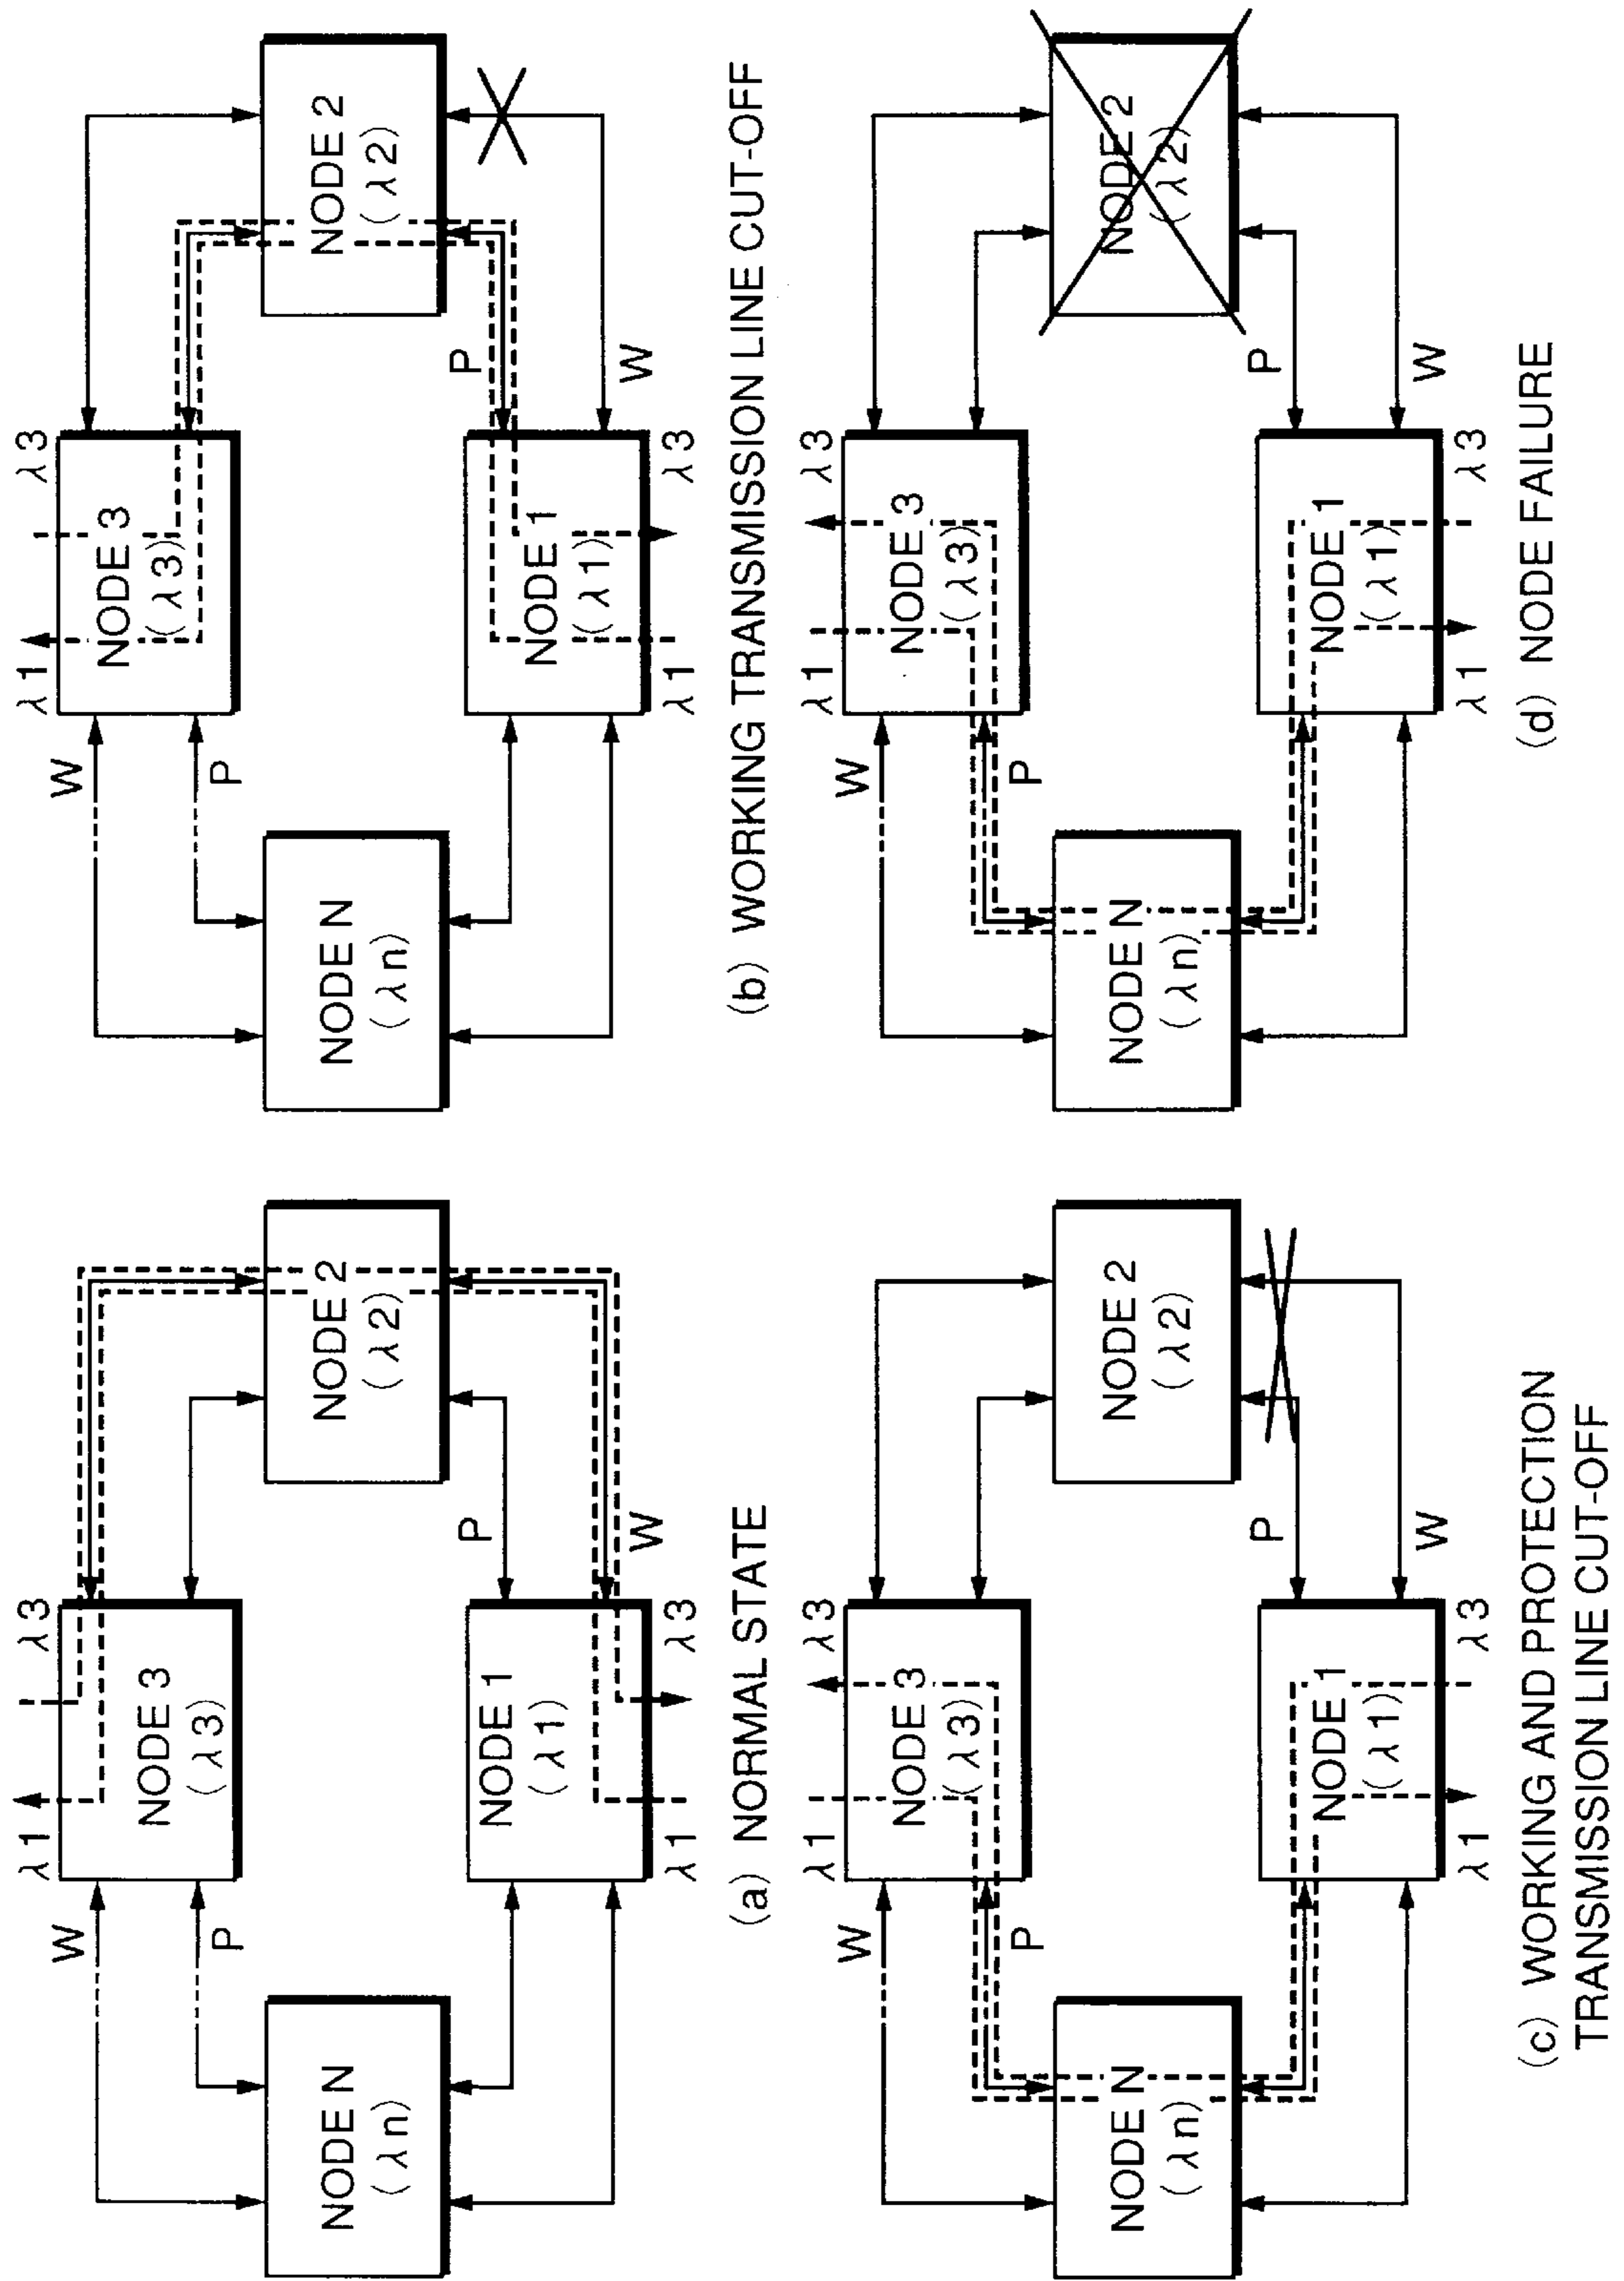 λ1 λ3
W
NODE 3
(λ3)
P
NODE N
(λn)
NODE 2
(λ2)
P
NODE 1
(λ1)
W
λ1 λ3
(a) NORMAL STATE
λ1 λ3
W
NODE 3
(λ3)
P
NODE N
(λn)
NODE 2
(λ2)
P
NODE 1
(λ1)
W
λ1 λ3
(b) WORKING TRANSMISSION LINE CUT-OFF
λ1 λ3
W
NODE 3
(λ3)
P
NODE N
(λn)
NODE 2
(λ2)
P
NODE 1
(λ1)
W
λ1 λ3
(c) WORKING AND PROTECTION
TRANSMISSION LINE CUT-OFF
λ1 λ3
W
NODE 3
(λ3)
P
NODE N
(λn)
NODE 2
(λ2)
P
NODE 1
(λ1)
W
λ1 λ3
(d) NODE FAILURE